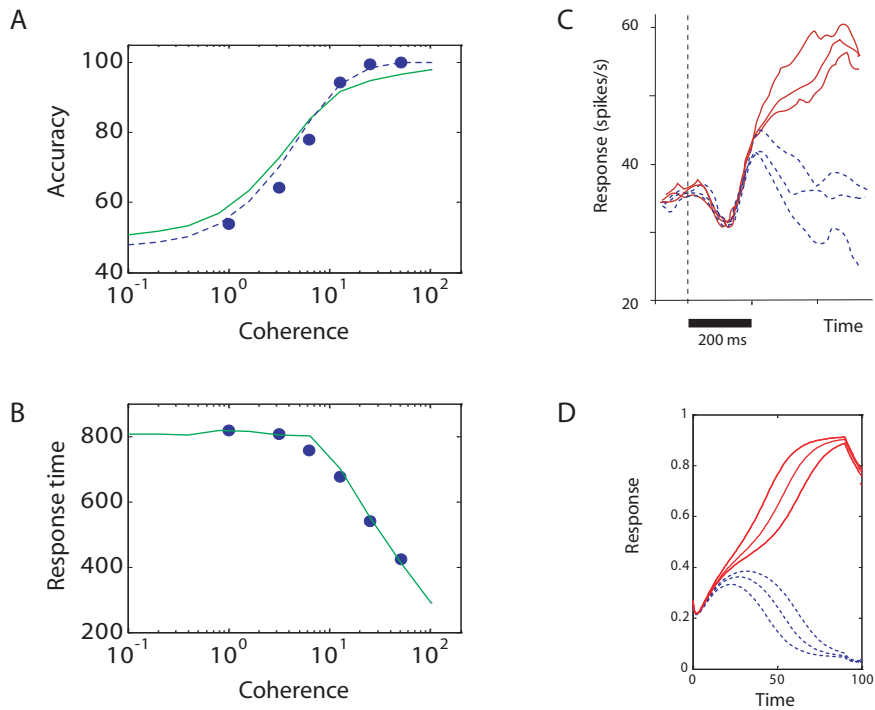 A
Accuracy
100
80
60
40
10^-1
10^0
10^1
10^2
Coherence
B
Response time
800
600
400
200
10^-1
10^0
10^1
10^2
Coherence
C
Response (spikes/s)
60
40
20
200 ms
Time
D
Response
1
0.8
0.6
0.4
0.2
0
0
50
100
Time